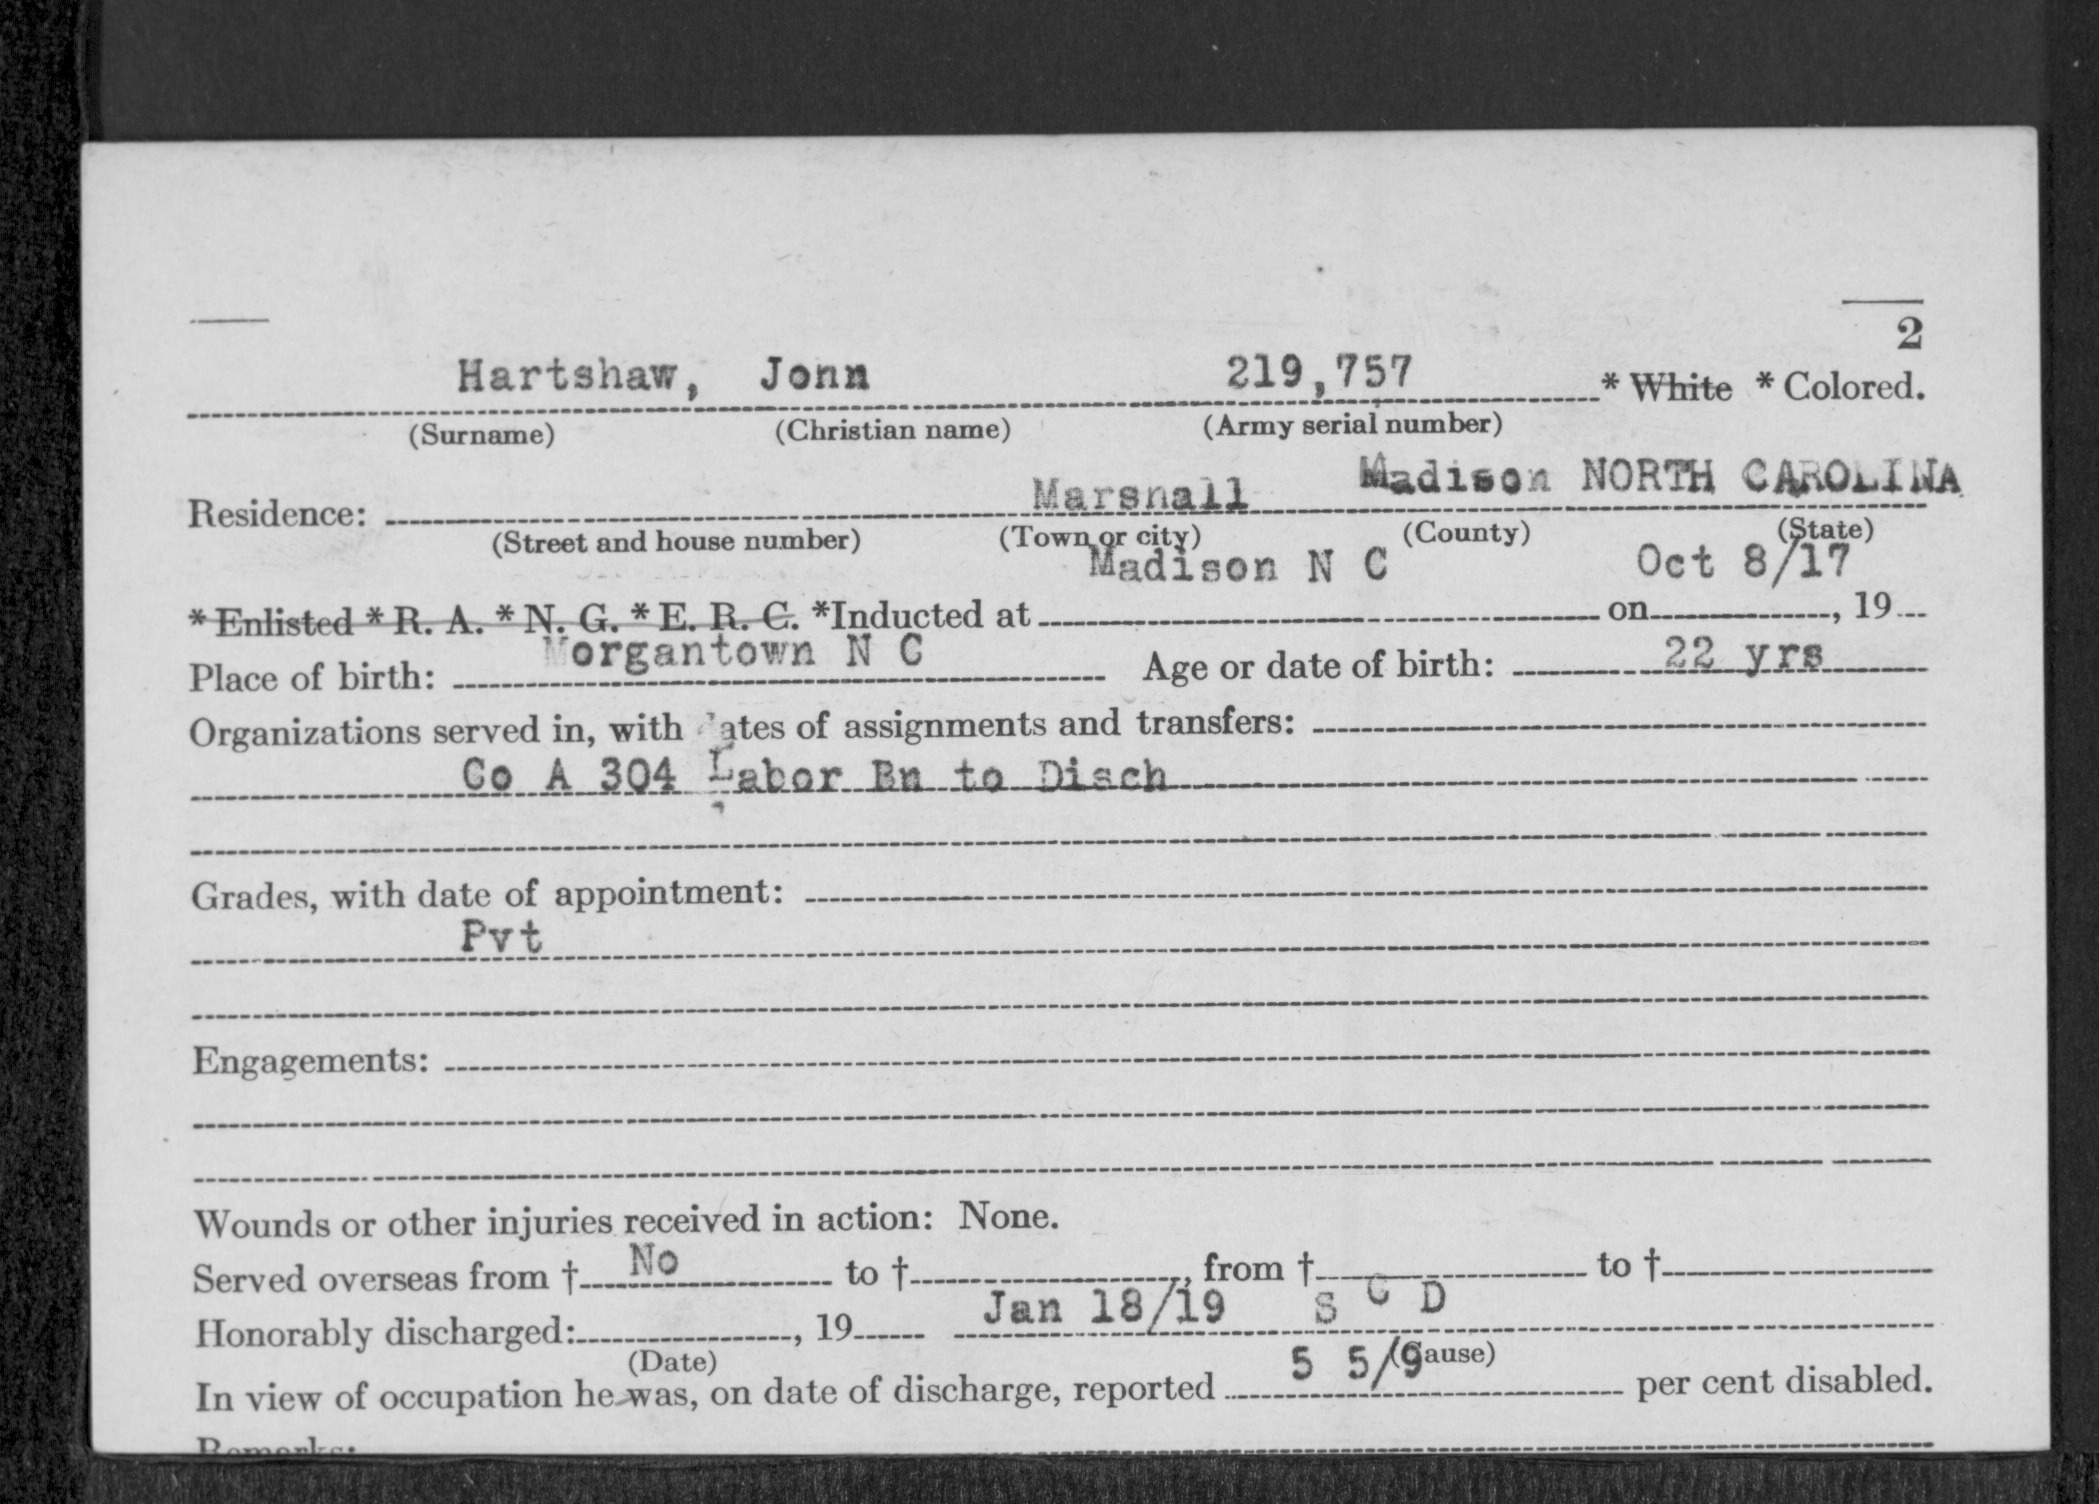 2
Hartshaw, Jonn 219,757 * White * Colored.
(Surname) (Christian name) (Army serial number)
Residence: Marsnall Madison NORTH CAROLINA
(Street and house number) (Town or city) (County) (State)
Madison N C Oct 8/17
* Enlisted * R. A. * N. G. * E. R. C. *Inducted at on , 19
Place of birth: Morgantown N C Age or date of birth: 22 yrs
Organizations served in, with dates of assignments and transfers:
Co A 304 Labor Bn to Disch
Grades, with date of appointment:
Pvt
Engagements:
Wounds or other injuries received in action: None.
Served overseas from † No to † , from † to †
Honorably discharged: , 19 Jan 18/19 S C D
(Date) (Cause)
In view of occupation he was, on date of discharge, reported 5 5/9 per cent disabled.
Remarks: